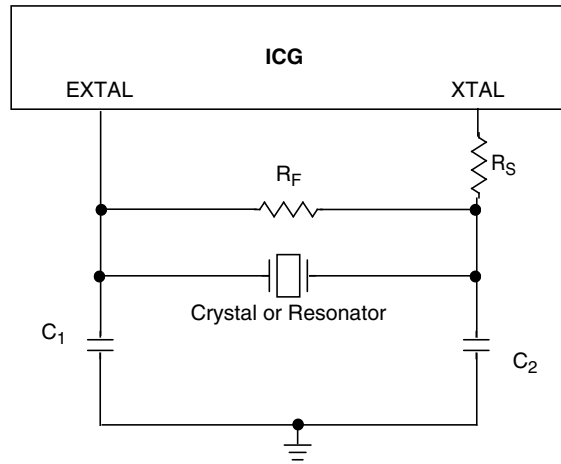 ICG
EXTAL XTAL
R_S
R_F
Crystal or Resonator
C_1
C_2